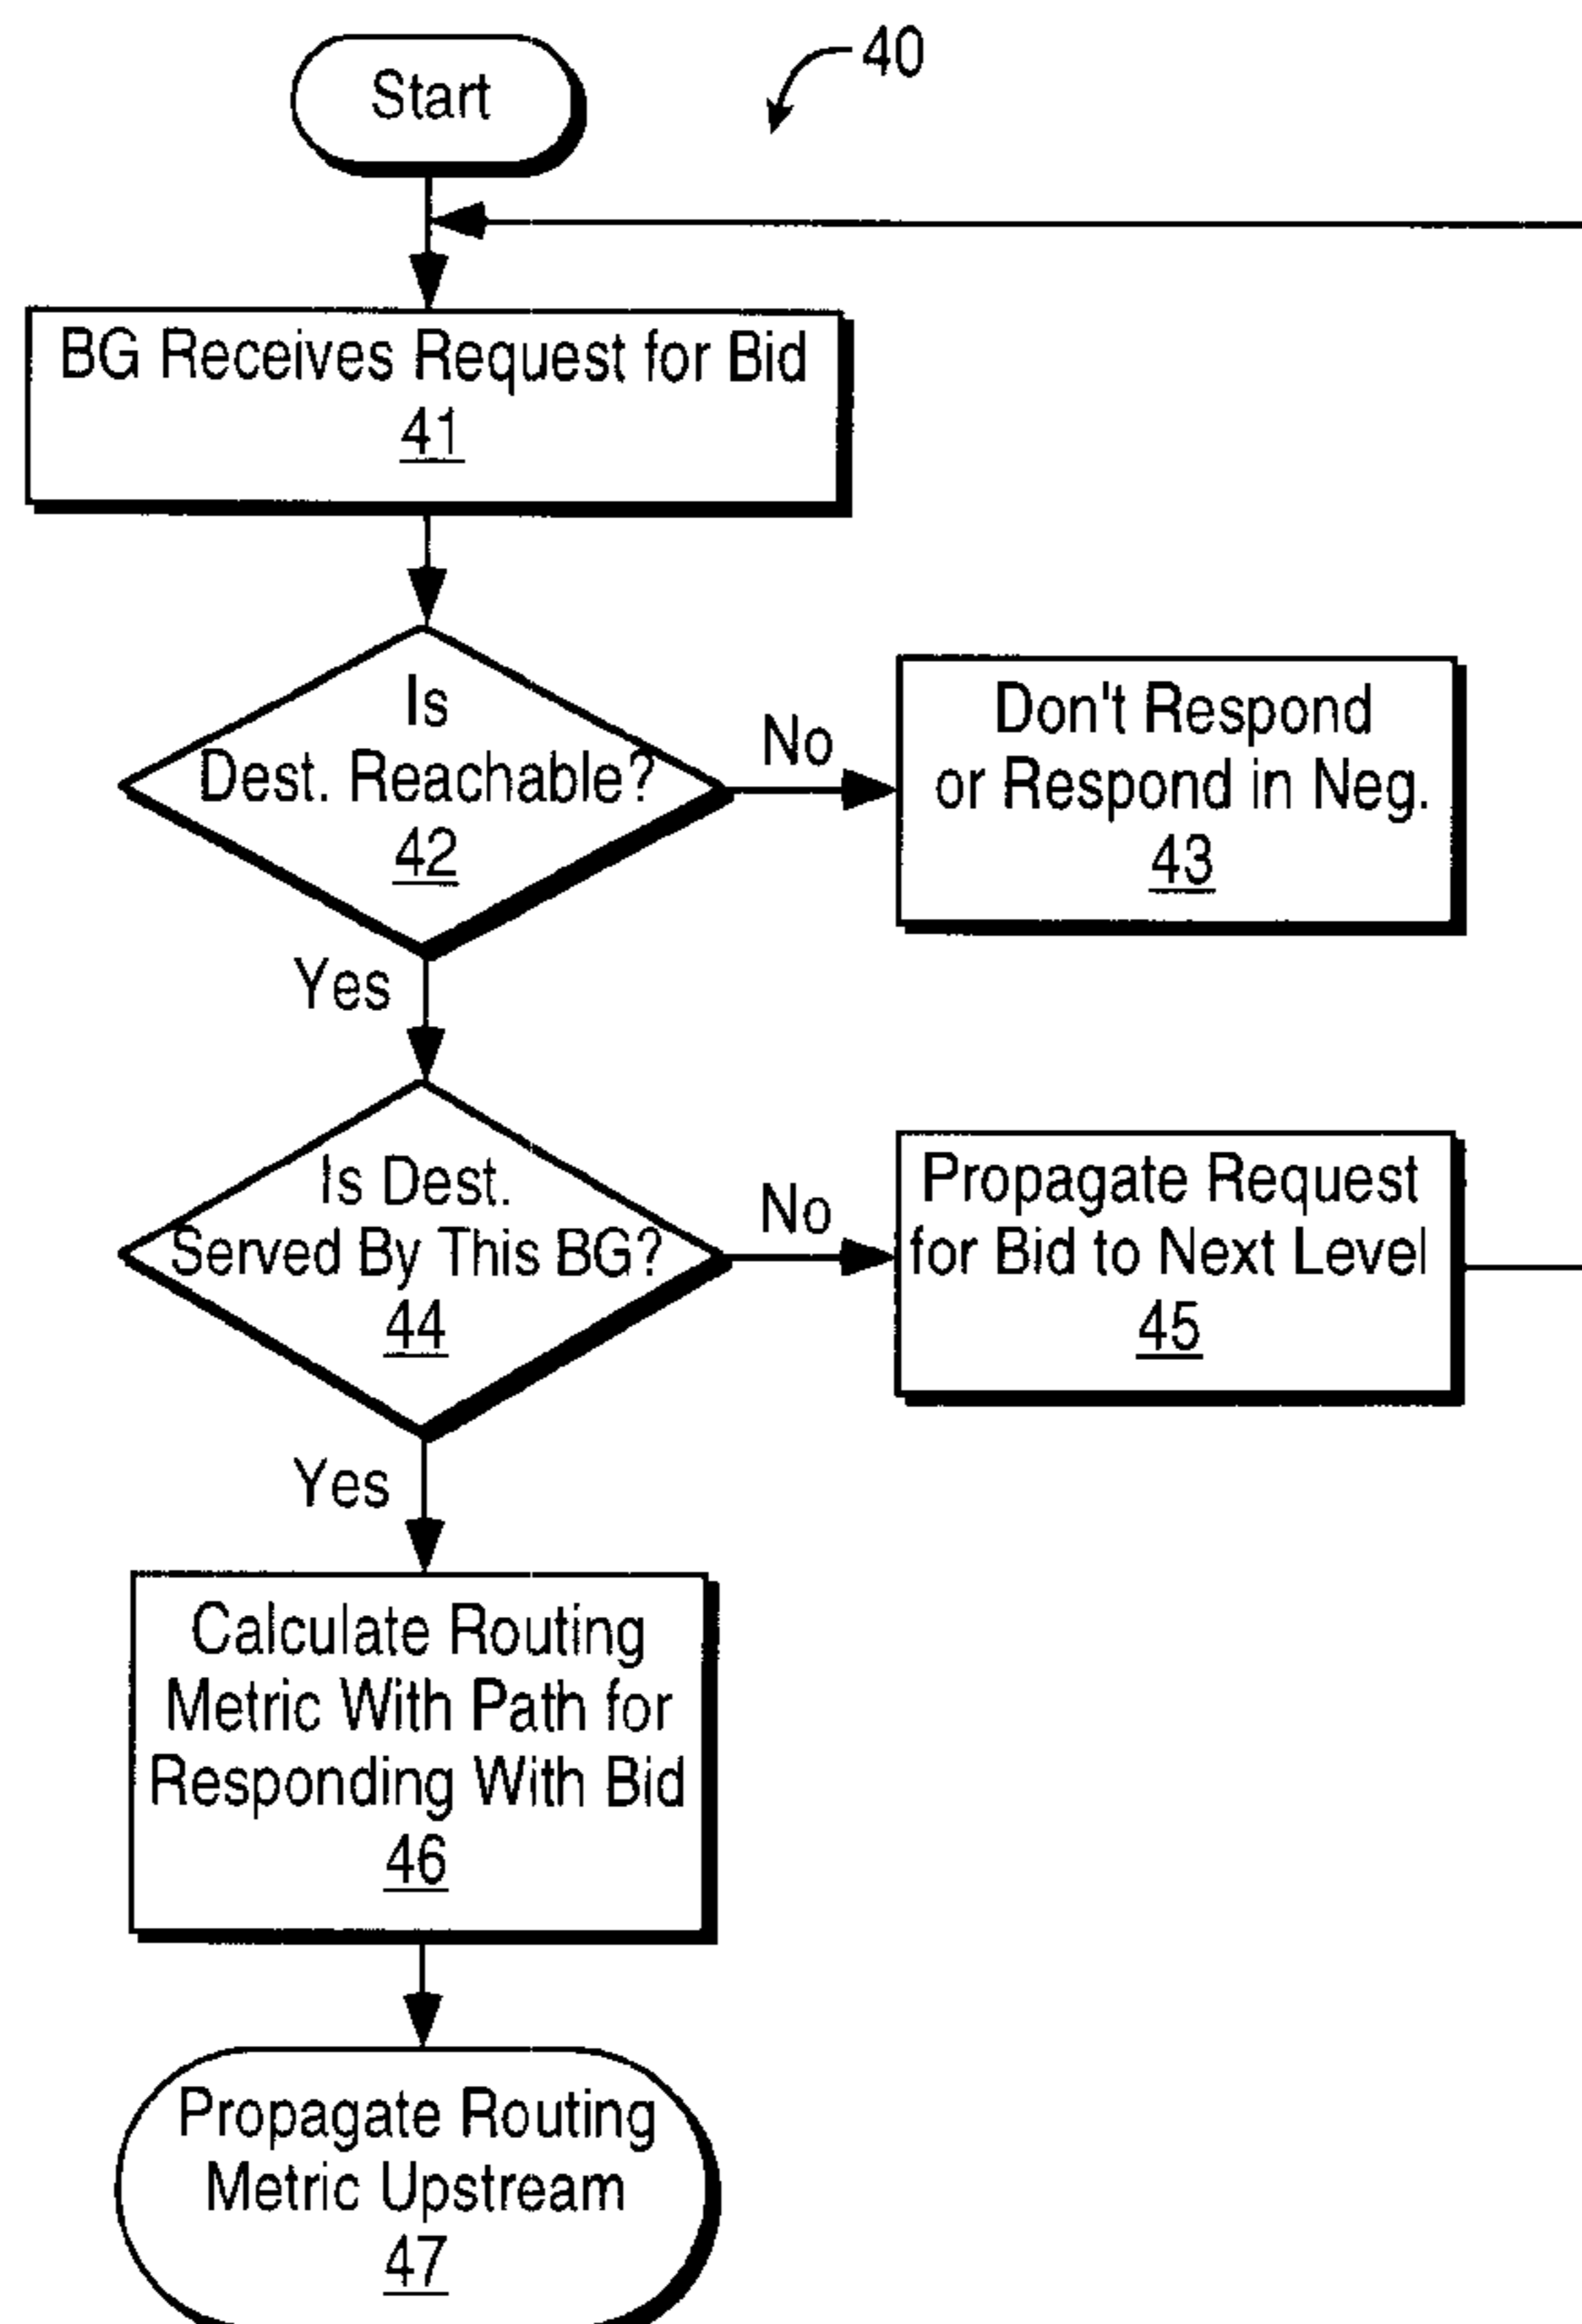 Start
40
BG Receives Request for Bid
41
Is
Dest. Reachable?
42
No
Don't Respond
or Respond in Neg.
43
Yes
Is Dest.
Served By This BG?
44
No
Propagate Request
for Bid to Next Level
45
Yes
Calculate Routing
Metric With Path for
Responding With Bid
46
Propagate Routing
Metric Upstream
47